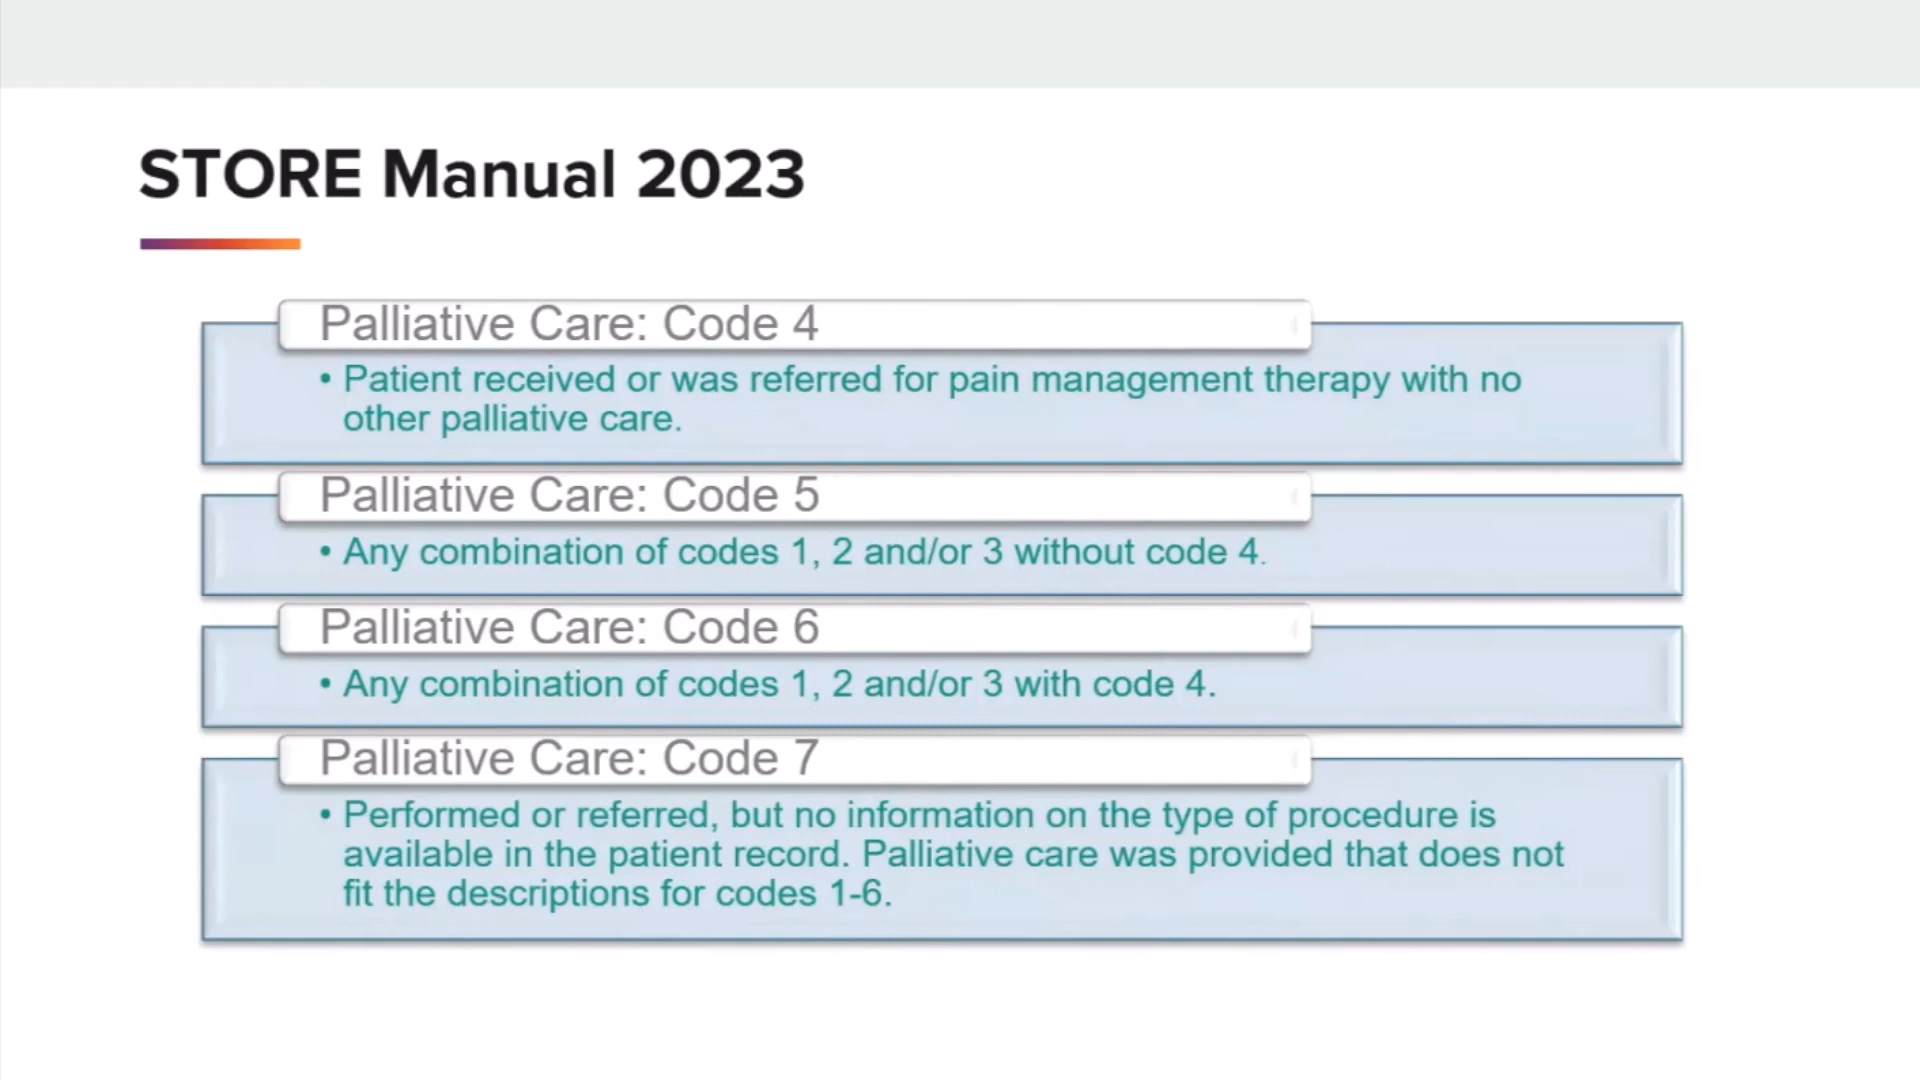 STORE Manual 2023
Palliative Care: Code 4
• Patient received or was referred for pain management therapy with no
other palliative care.
Palliative Care: Code 5
• Any combination of codes 1, 2 and/or 3 without code 4.
Palliative Care: Code 6
• Any combination of codes 1, 2 and/or 3 with code 4.
Palliative Care: Code 7
• Performed or referred, but no information on the type of procedure is
available in the patient record. Palliative care was provided that does not
fit the descriptions for codes 1-6.